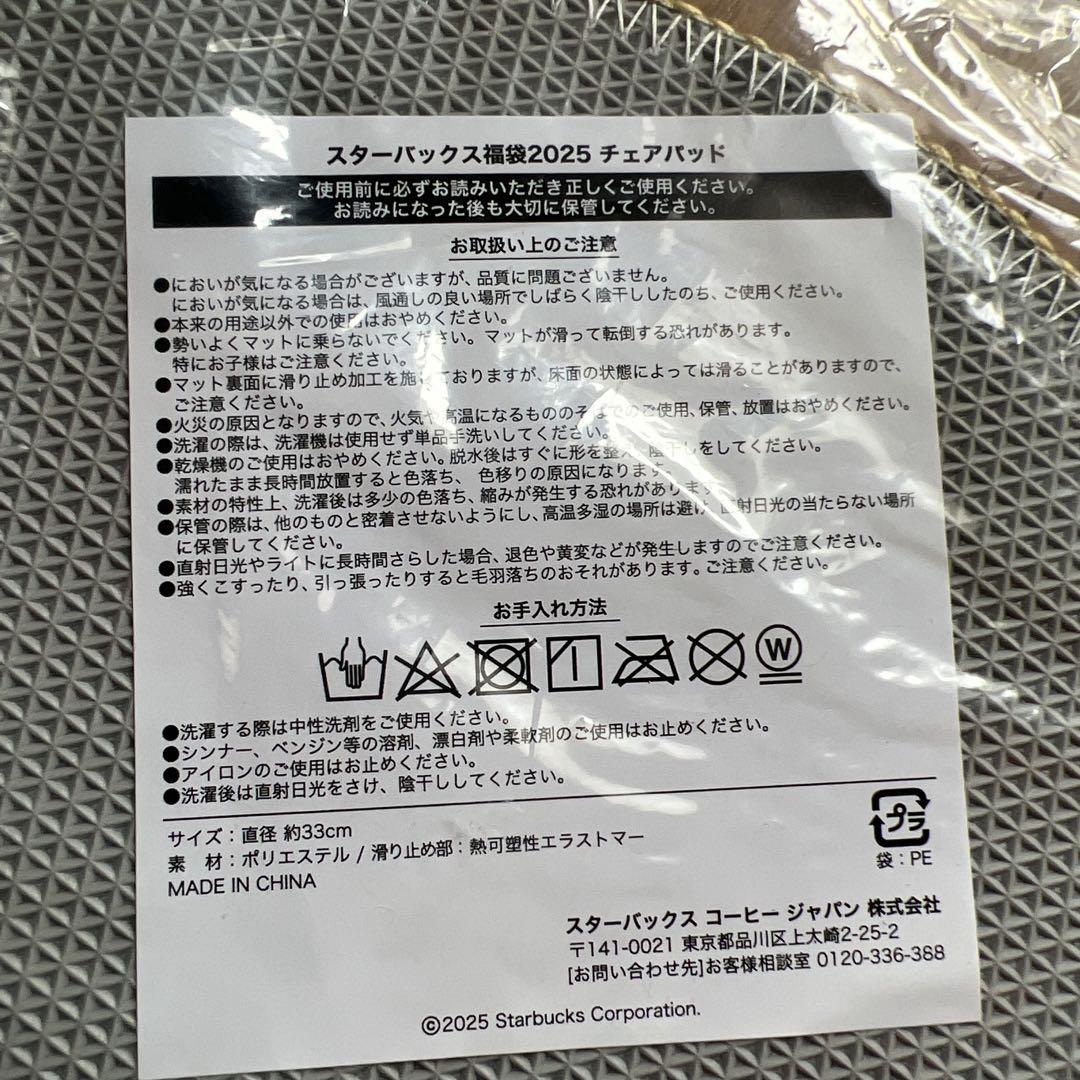 スターバックス福袋2025 チェアパッド
ご使用前に必ずお読みいただき正しくご使用ください。
お読みになった後も大切に保管してください。
お取扱い上のご注意
●においが気になる場合がございますが、品質に問題ございません。
においが気になる場合は、風通しの良い場所でしばらく陰干ししたのち、ご使用ください。
●本来の用途以外での使用はおやめください。
●勢いよくマットに乗らないでください。マットが滑って転倒する恐れがあります。
特にお子様はご注意ください。
●マット裏面に滑り止め加工を施しておりますが、床面の状態によっては滑ることがありますので、
ご注意ください。
●火災の原因となりますので、火気や高温になるもののそばでのご使用、保管、放置はおやめください。
●洗濯の際は、洗濯機は使用せず単品手洗いしてください。
●乾燥機のご使用はおやめください。脱水後はすぐに形を整え、陰干しをしてください。
濡れたまま長時間放置すると色落ち、 色移りの原因になります。
●素材の特性上、洗濯後は多少の色落ち、縮みが発生する恐れがあります。
●保管の際は、他のものと密着させないようにし、高温多湿の場所は避け、直射日光の当たらない場所
に保管してください。
●直射日光やライトに長時間さらした場合、退色や黄変などが発生しますのでご注意ください。
●強くこすったり、引っ張ったりすると毛羽落ちのおそれがあります。ご注意ください。
お手入れ方法
W
●洗濯する際は中性洗剤をご使用ください。
●シンナー、ベンジン等の溶剤、漂白剤や柔軟剤のご使用はお止めください。
●アイロンのご使用はお止めください。
●洗濯後は直射日光をさけ、陰干ししてください。
サイズ：直径 約33cm
素 材：ポリエステル / 滑り止め部：熱可塑性エラストマー
MADE IN CHINA
プラ
袋：PE
スターバックス コーヒー ジャパン 株式会社
〒141-0021 東京都品川区上大崎2-25-2
[お問い合わせ先]お客様相談室 0120-336-388
©2025 Starbucks Corporation.